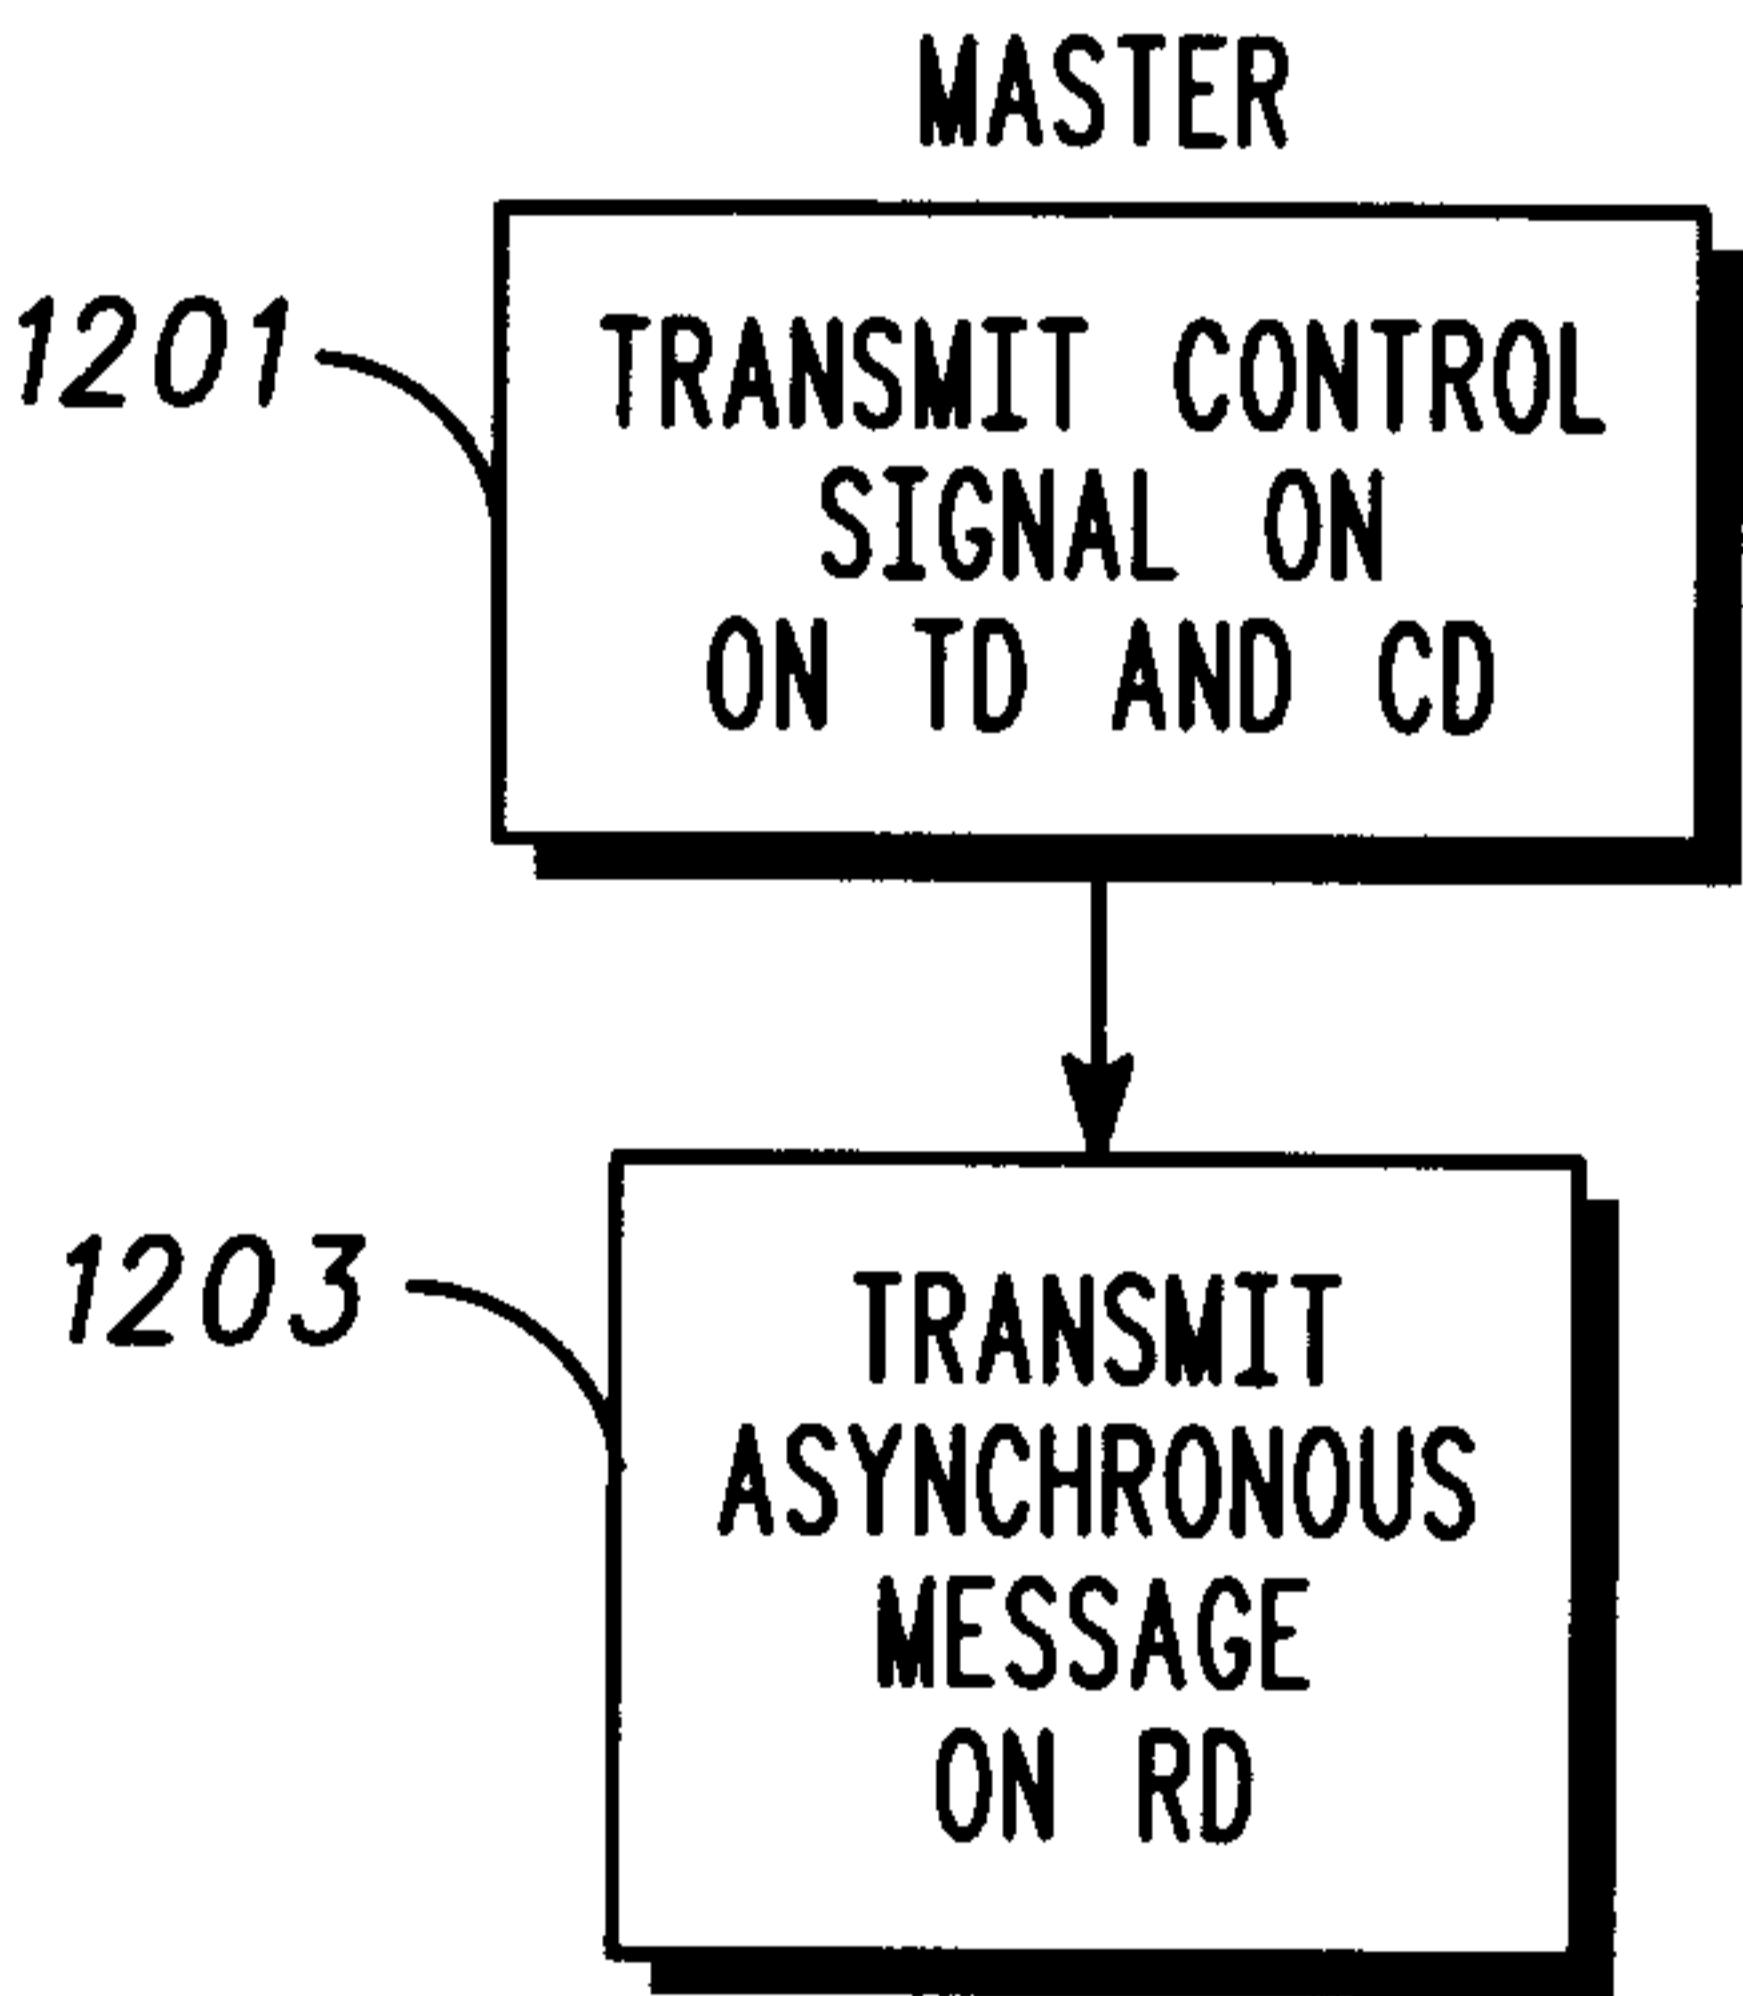 MASTER
1201
TRANSMIT CONTROL
SIGNAL ON
ON TD AND CD
1203
TRANSMIT
ASYNCHRONOUS
MESSAGE
ON RD